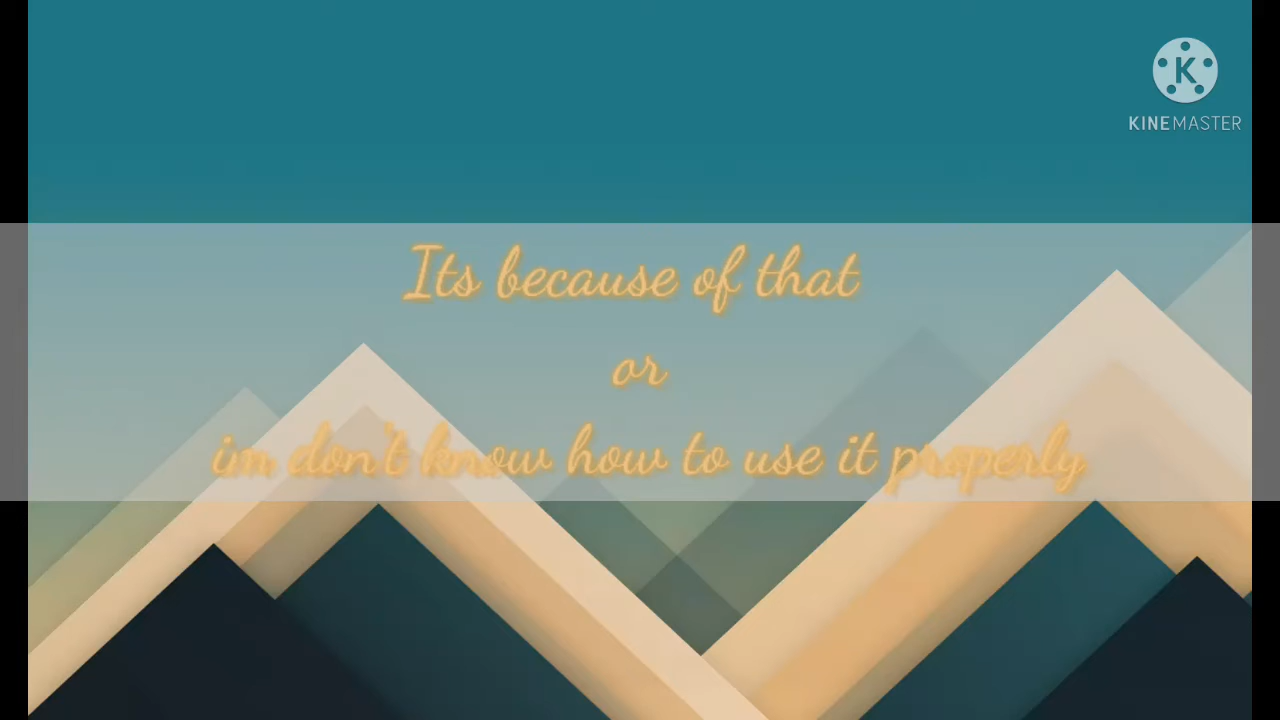 K
KINEMASTER
Its because of that
or
im don't know how to use it properly